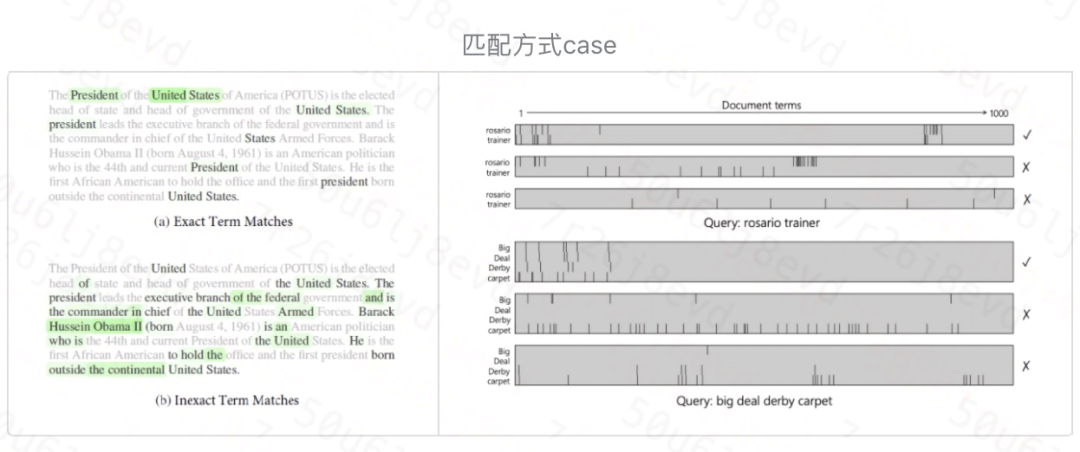 匹配方式case
The President of the United States of America (POTUS) is the elected
head of state and head of government of the United States. The
president leads the executive branch of the federal government and is
the commander in chief of the United States Armed Forces. Barack
Hussein Obama II (born August 4, 1961) is an American politician
who is the 44th and current President of the United States. He is the
first African American to hold the office and the first president born
outside the continental United States.
(a) Exact Term Matches
The President of the United States of America (POTUS) is the elected
head of state and head of government of the United States. The
president leads the executive branch of the federal government and is
the commander in chief of the United States Armed Forces. Barack
Hussein Obama II (born August 4, 1961) is an American politician
who is the 44th and current President of the United States. He is the
first African American to hold the office and the first president born
outside the continental United States.
(b) Inexact Term Matches
Document terms
1 1000
rosario
trainer ✓
rosario
trainer ✗
rosario
trainer ✗
Query: rosario trainer
Big
Deal
Derby
carpet ✓
Big
Deal
Derby
carpet ✗
Big
Deal
Derby
carpet ✗
Query: big deal derby carpet